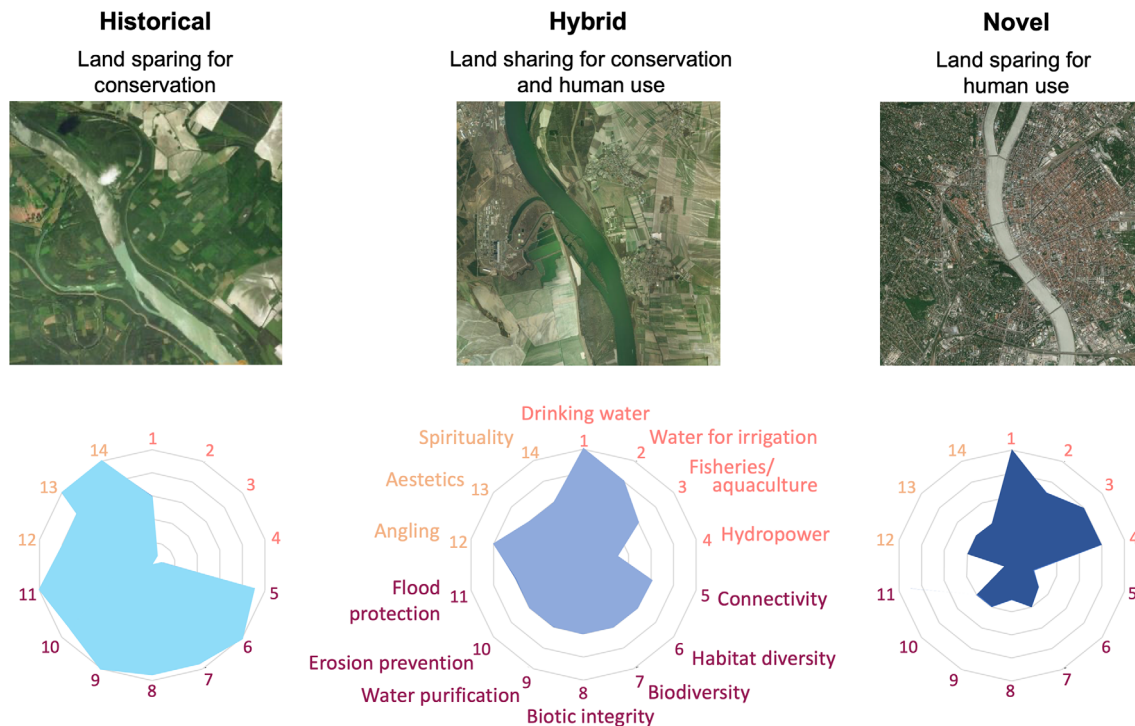 Historical
Land sparing for
conservation
Hybrid
Land sharing for conservation
and human use
Novel
Land sparing for
human use
1
2
3
4
5
6
7
8
9
10
11
12
13
14
Drinking water
1
Water for irrigation
2
Fisheries/
aquaculture
3
Hydropower
4
Connectivity
5
Habitat diversity
6
Biodiversity
7
Biotic integrity
8
Water purification
9
Erosion prevention
10
Flood
protection
11
Angling
12
Aestetics
13
Spirituality
14
1
2
3
4
5
6
7
8
9
10
11
12
13
14